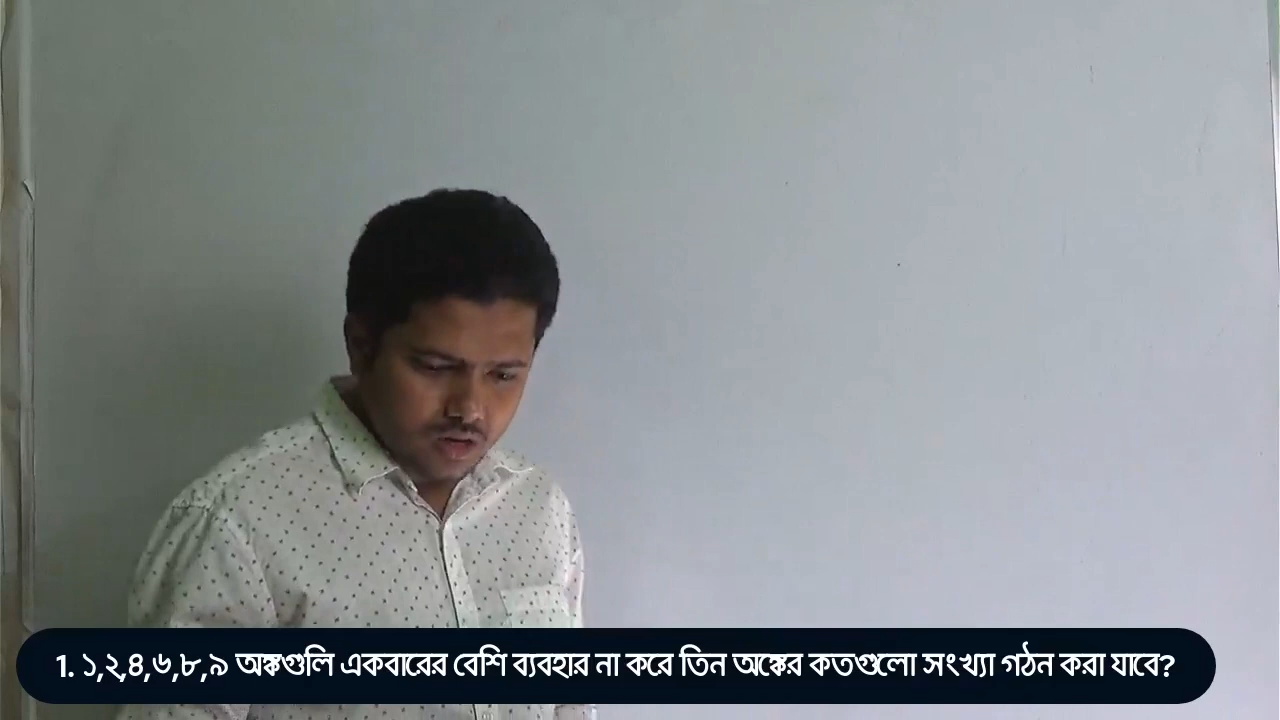 1. ১,২,৪,৬,৮,৯ অঙ্কগুলি একবারের বেশি ব্যবহার না করে তিন অঙ্কের কতগুলো সংখ্যা গঠন করা যাবে?